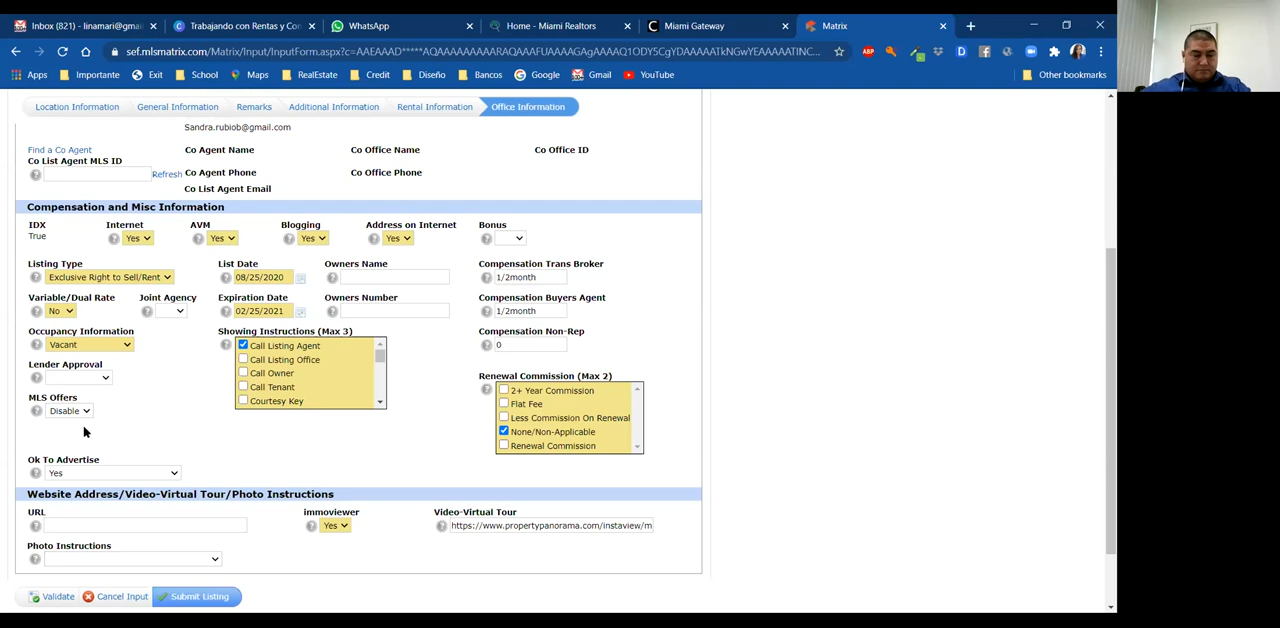 Inbox (821) - linamari@gmai
Trabajando con Rentas y Con
WhatsApp
Home - Miami Realtors
Miami Gateway
Matrix
sef.mlsmatrix.com/Matrix/Input/InputForm.aspx?c=AAEAAAD*****AQAAAAAAAAARAQAAAFUAAAAGAgAAAAQ1ODY5CgYDAAAAATkNGwYEAAAAATINC...
Apps
Importante
Exit
School
Maps
RealEstate
Credit
Diseño
Bancos
Google
Gmail
YouTube
Other bookmarks
Location Information
General Information
Remarks
Additional Information
Rental Information
Office Information
Sandra.rubiob@gmail.com
Find a Co Agent
Co Agent Name
Co Office Name
Co Office ID
Co List Agent MLS ID
Refresh
Co Agent Phone
Co Office Phone
Co List Agent Email
Compensation and Misc Information
IDX
Internet
AVM
Blogging
Address on Internet
Bonus
True
Yes
Yes
Yes
Yes
Listing Type
List Date
Owners Name
Compensation Trans Broker
Exclusive Right to Sell/Rent
08/25/2020
1/2month
Variable/Dual Rate
Joint Agency
Expiration Date
Owners Number
Compensation Buyers Agent
No
02/25/2021
1/2month
Occupancy Information
Showing Instructions (Max 3)
Compensation Non-Rep
Vacant
Call Listing Agent
0
Call Listing Office
Lender Approval
Call Owner
Renewal Commission (Max 2)
Call Tenant
2+ Year Commission
MLS Offers
Courtesy Key
Flat Fee
Disable
Less Commission On Renewal
None/Non-Applicable
Renewal Commission
Ok To Advertise
Yes
Website Address/Video-Virtual Tour/Photo Instructions
URL
immoviewer
Video-Virtual Tour
Yes
https://www.propertypanorama.com/instaview/m
Photo Instructions
Validate
Cancel Input
Submit Listing